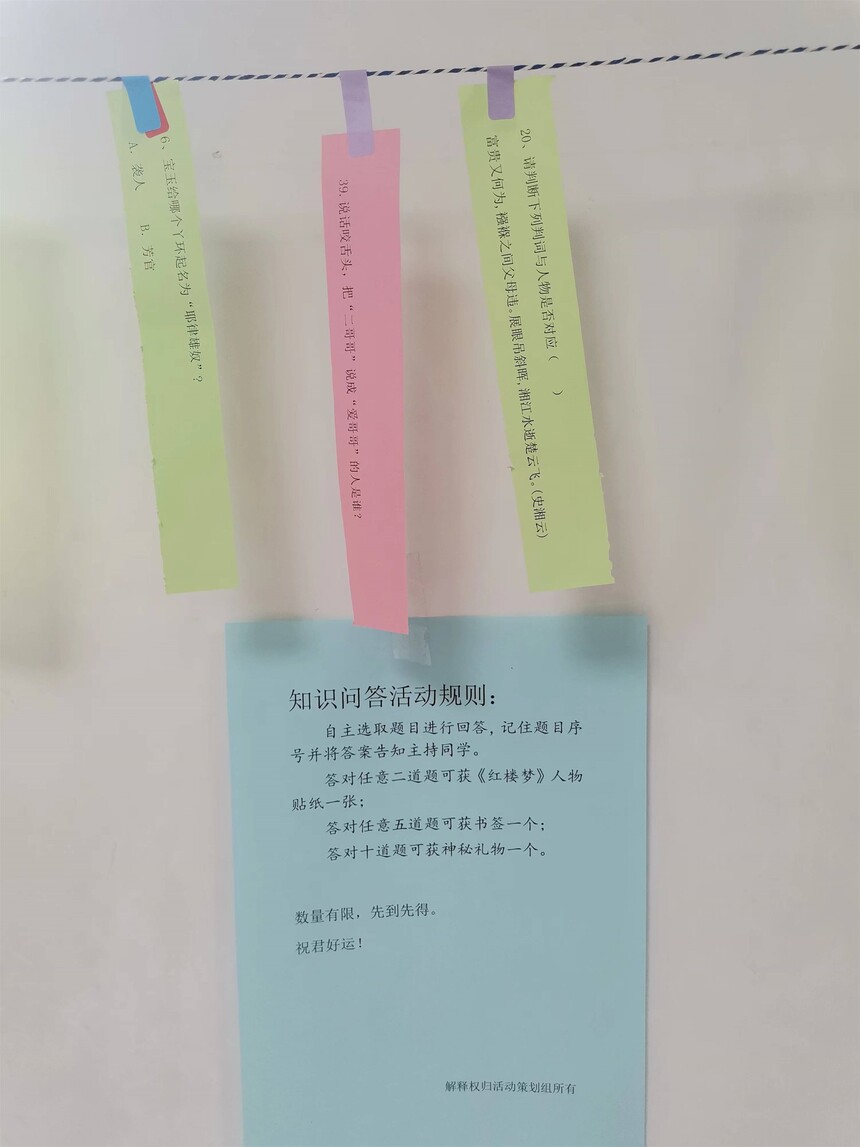 6、宝玉给哪个丫环起名为“耶律雄奴”？
A. 袭人 B. 芳官
39. 说话咬舌头，把“二哥哥”说成“爱哥哥”的人是谁？
20、请判断下列判词与人物是否对应（ ）
富贵又何为，襁褓之间父母违。展眼吊斜晖，湘江水逝楚云飞。(史湘云)
知识问答活动规则：
自主选取题目进行回答，记住题目序
号并将答案告知主持同学。
答对任意二道题可获《红楼梦》人物
贴纸一张；
答对任意五道题可获书签一个；
答对十道题可获神秘礼物一个。
数量有限，先到先得。
祝君好运！
解释权归活动策划组所有